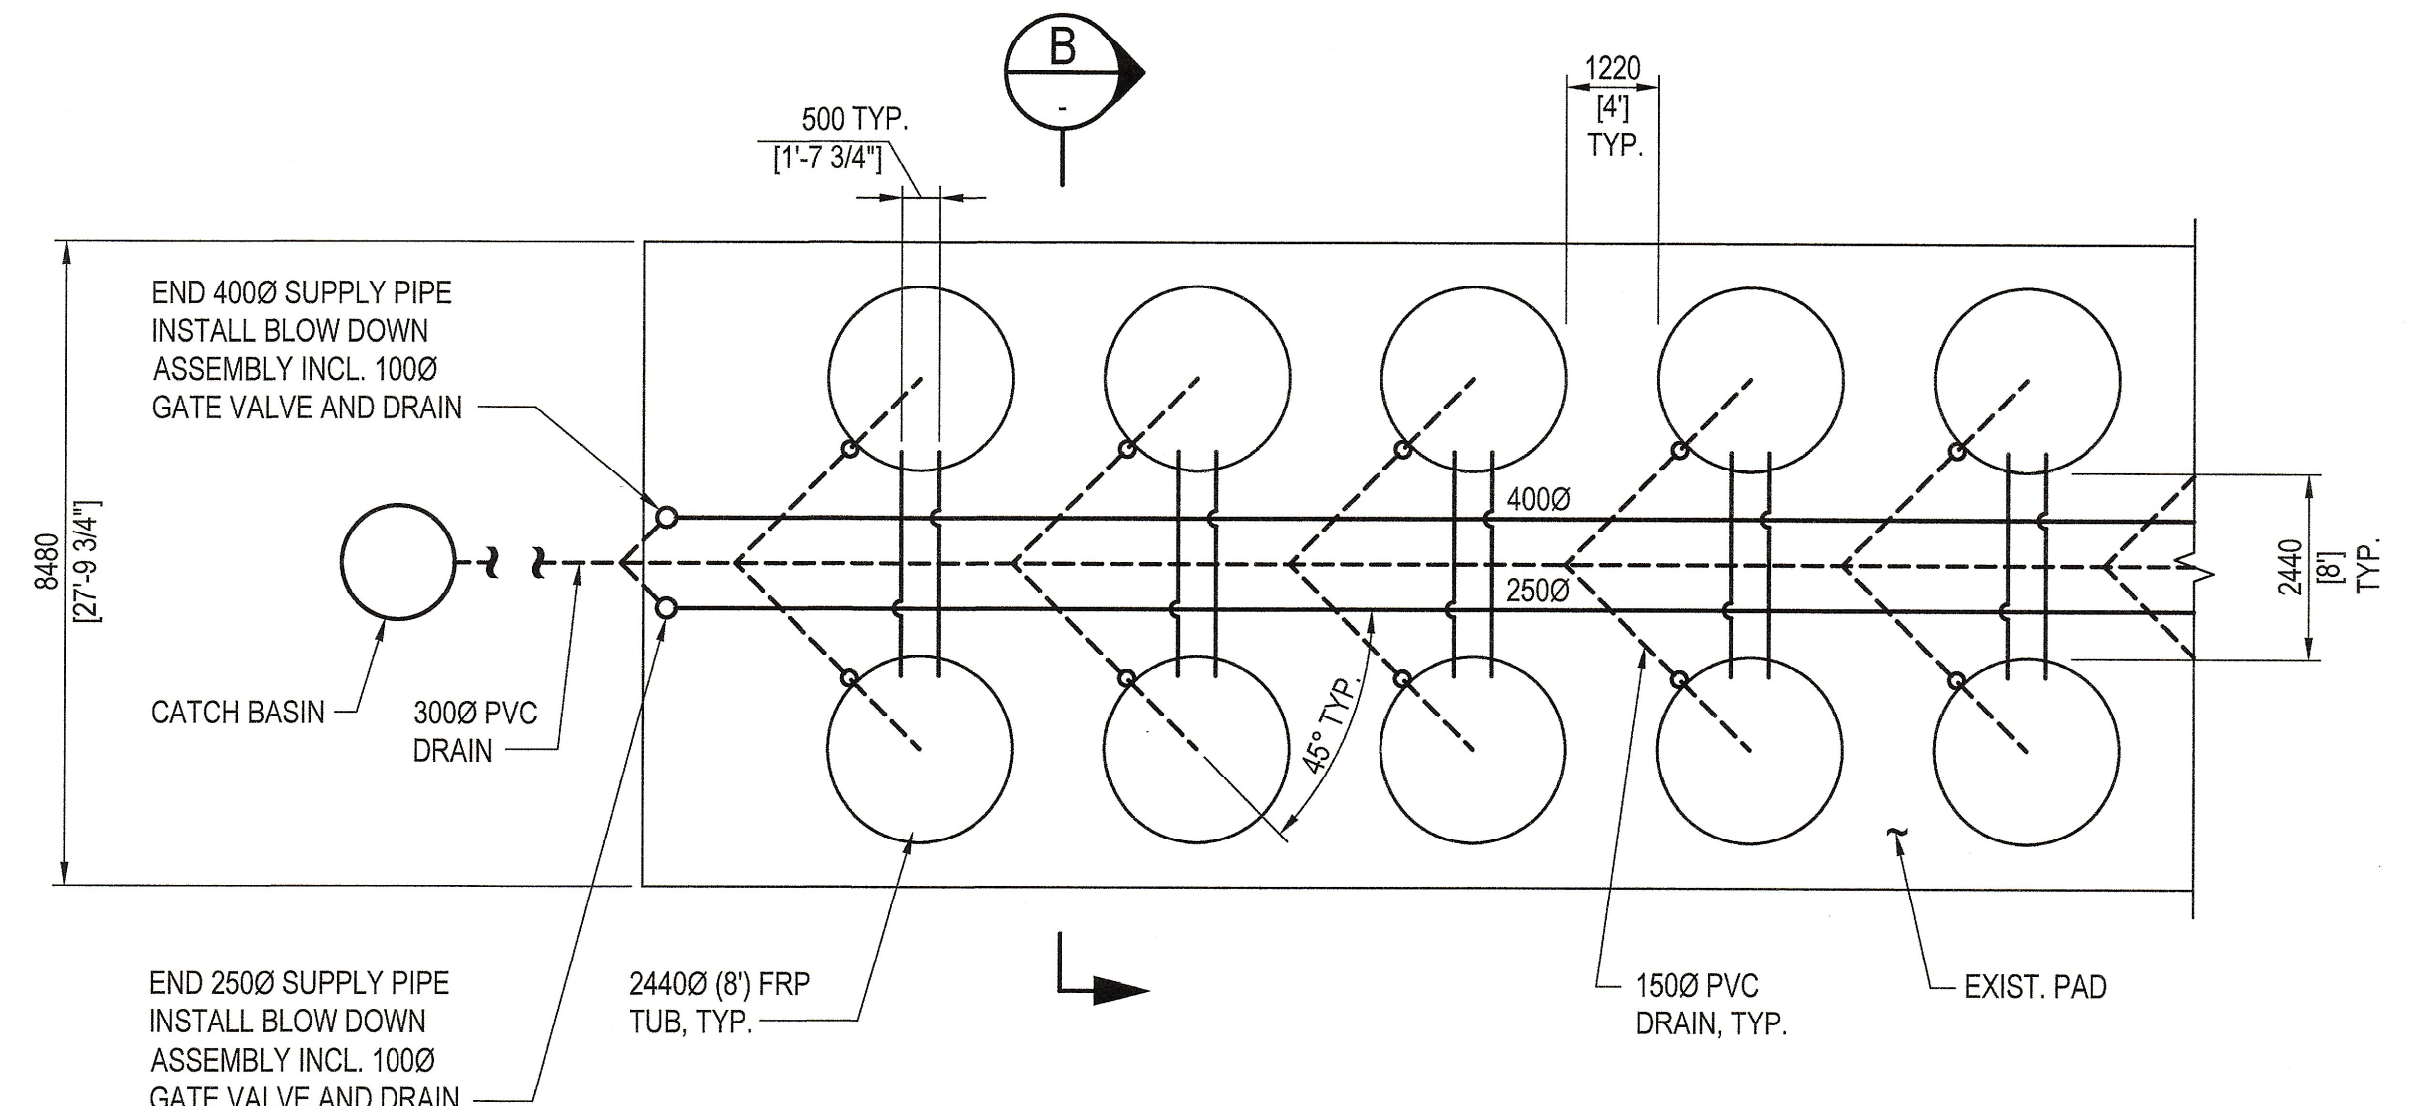 B
-
1220
[4']
TYP.
500 TYP.
[1'-7 3/4"]
END 400Ø SUPPLY PIPE
INSTALL BLOW DOWN
ASSEMBLY INCL. 100Ø
GATE VALVE AND DRAIN
8480
[27'-9 3/4"]
400Ø
250Ø
2440
[8']
TYP.
45° TYP.
CATCH BASIN
300Ø PVC
DRAIN
END 250Ø SUPPLY PIPE
INSTALL BLOW DOWN
ASSEMBLY INCL. 100Ø
GATE VALVE AND DRAIN
2440Ø (8') FRP
TUB, TYP.
150Ø PVC
DRAIN, TYP.
EXIST. PAD